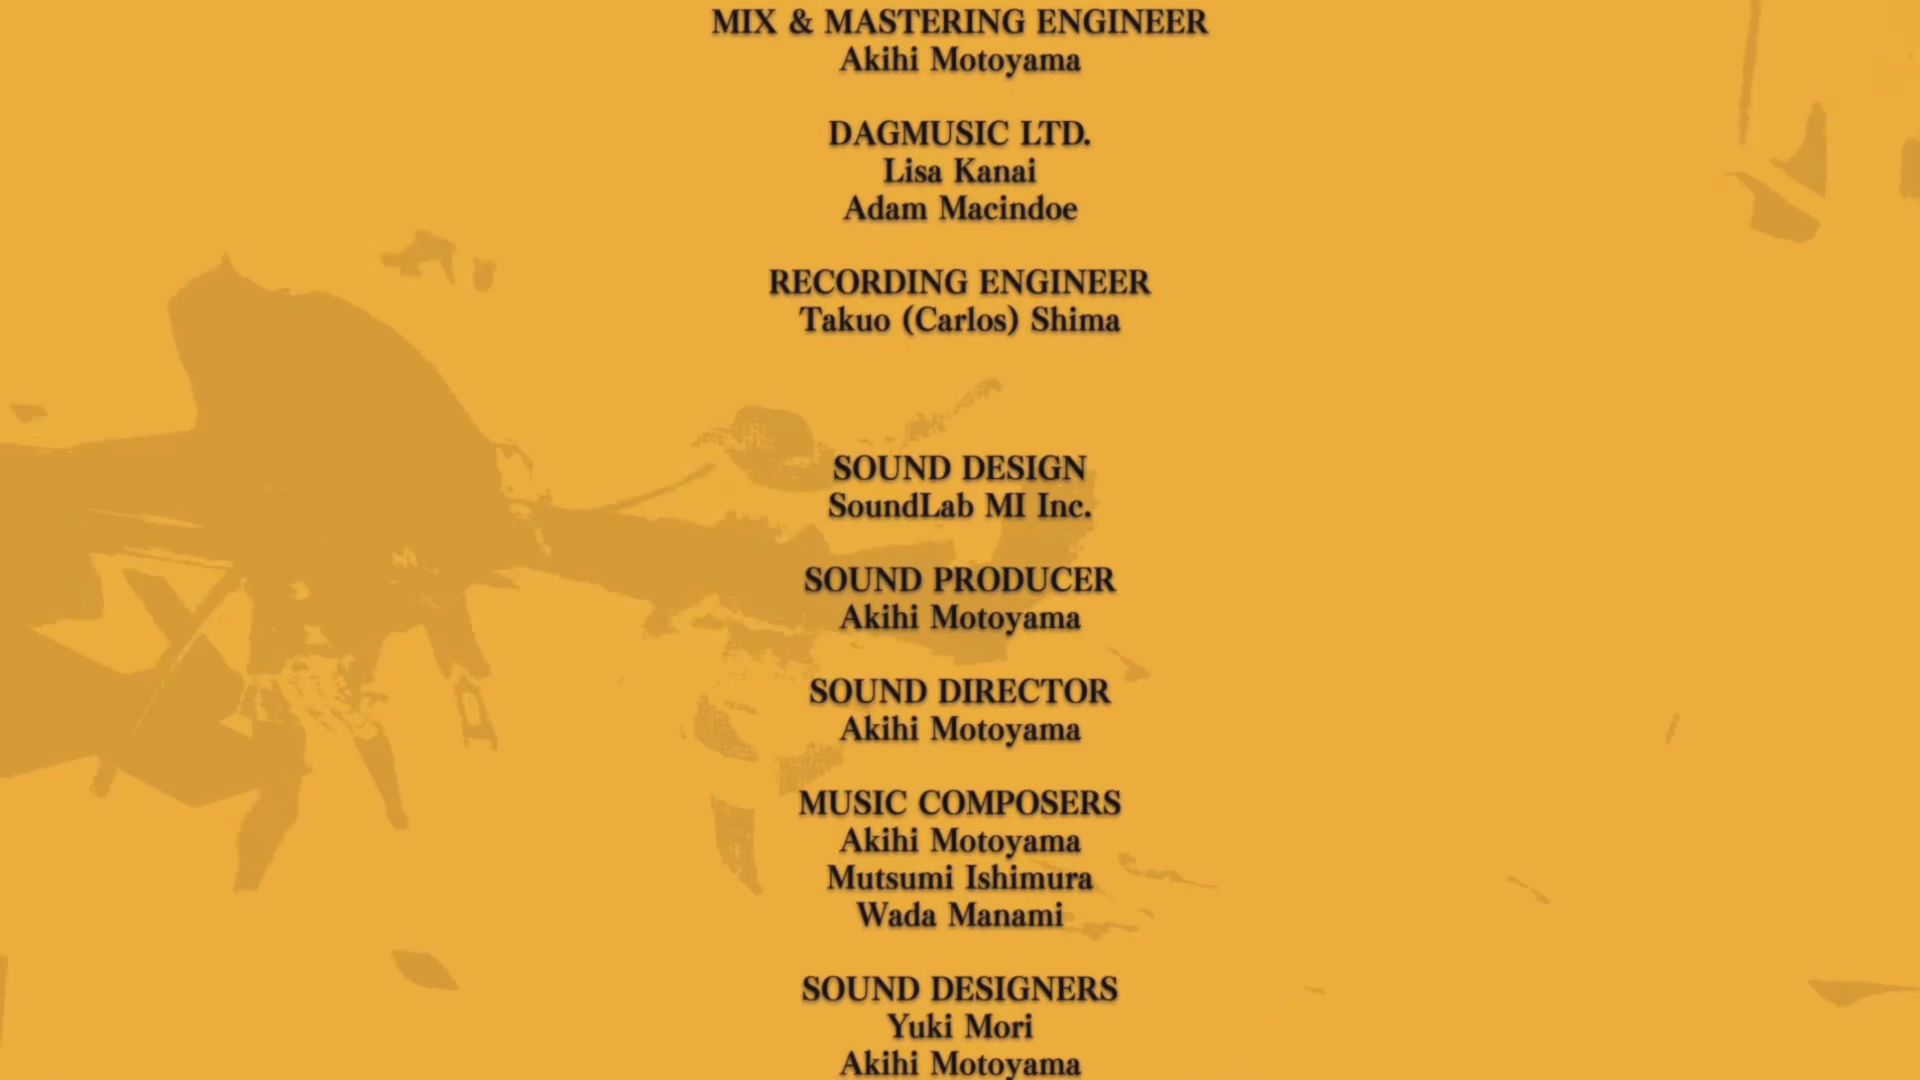 MIX & MASTERING ENGINEER
Akihi Motoyama
DAGMUSIC LTD.
Lisa Kanai
Adam Macindoe
RECORDING ENGINEER
Takuo (Carlos) Shima
SOUND DESIGN
SoundLab MI Inc.
SOUND PRODUCER
Akihi Motoyama
SOUND DIRECTOR
Akihi Motoyama
MUSIC COMPOSERS
Akihi Motoyama
Mutsumi Ishimura
Wada Manami
SOUND DESIGNERS
Yuki Mori
Akihi Motoyama